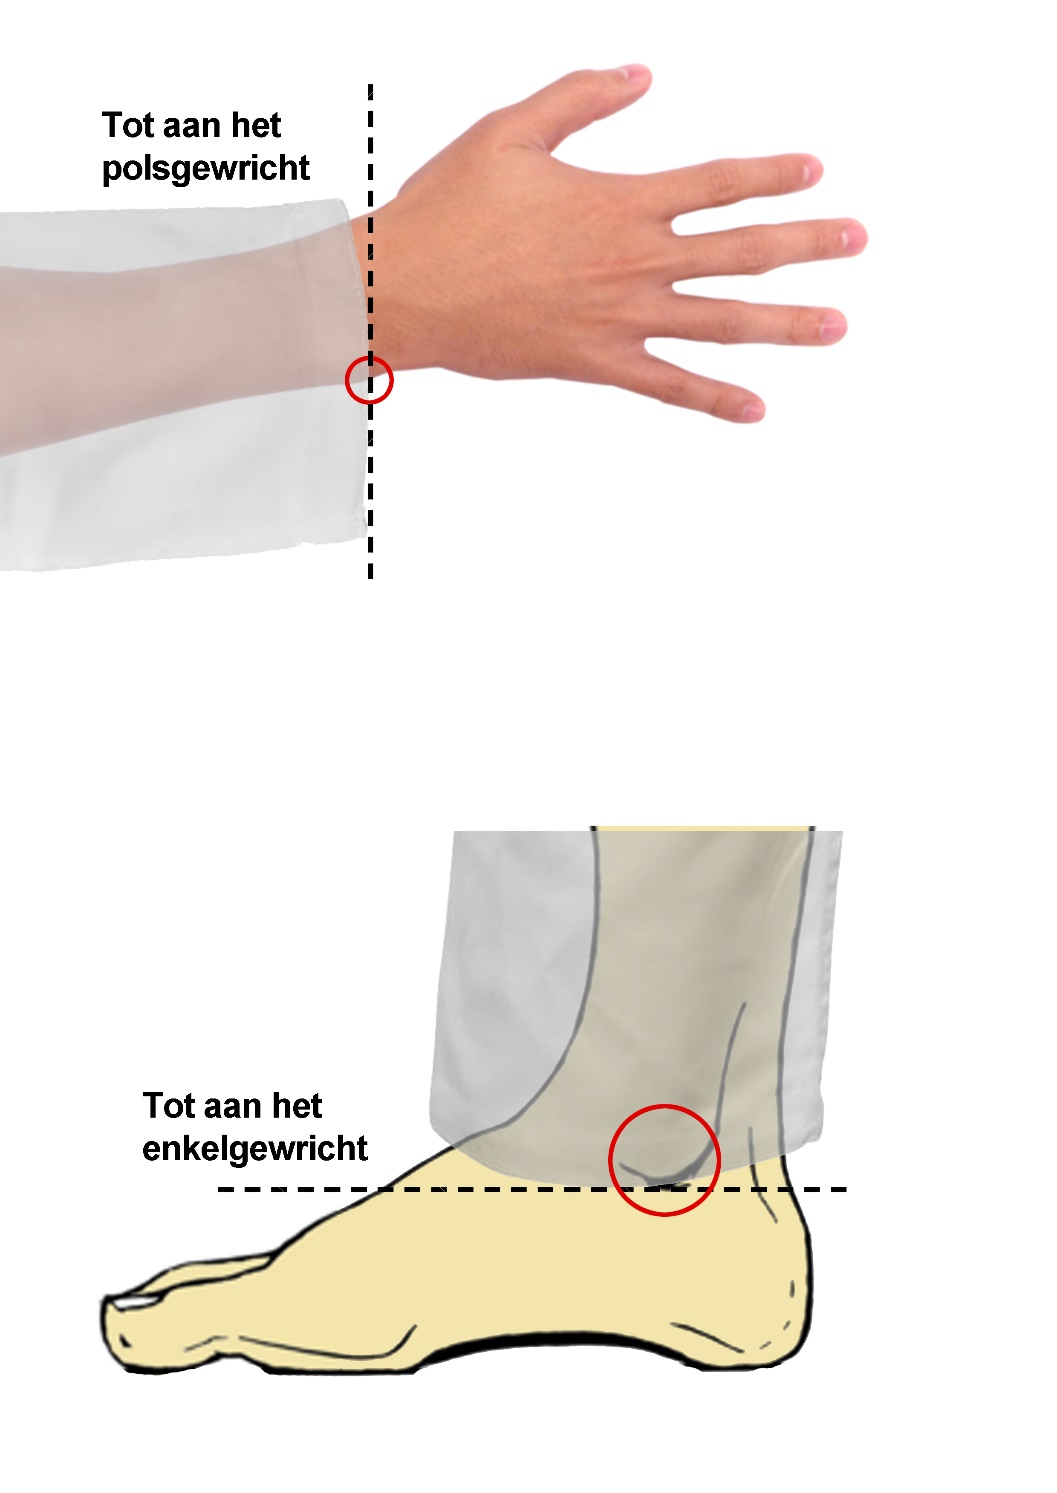 Tot aan het
polsgewricht
Tot aan het
enkelgewricht